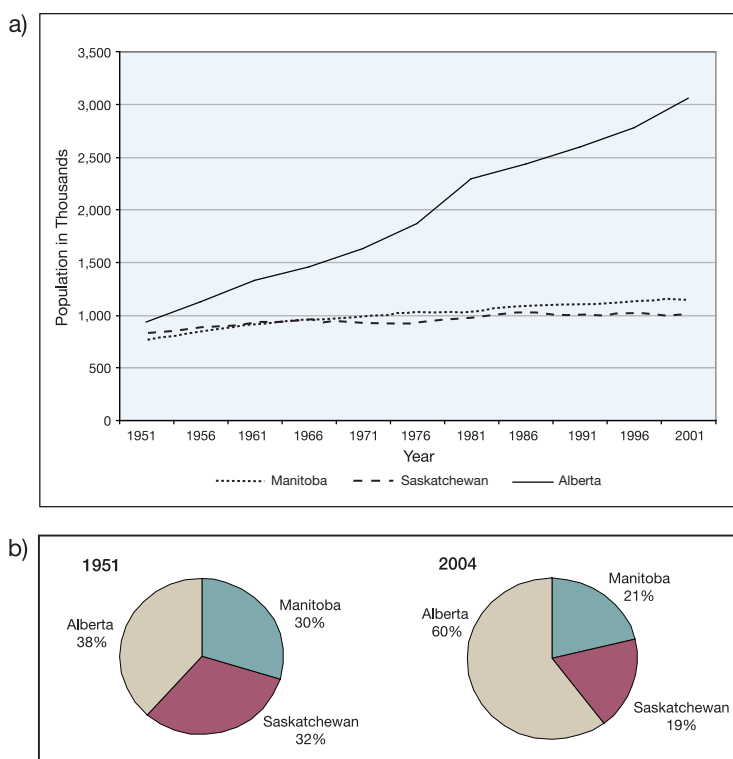 a)
3,500
3,000
2,500
2,000
1,500
1,000
500
0
Population in Thousands
1951 1956 1961 1966 1971 1976 1981 1986 1991 1996 2001
Year
Manitoba Saskatchewan Alberta
b)
1951
Alberta
38%
Manitoba
30%
Saskatchewan
32%
2004
Alberta
60%
Manitoba
21%
Saskatchewan
19%